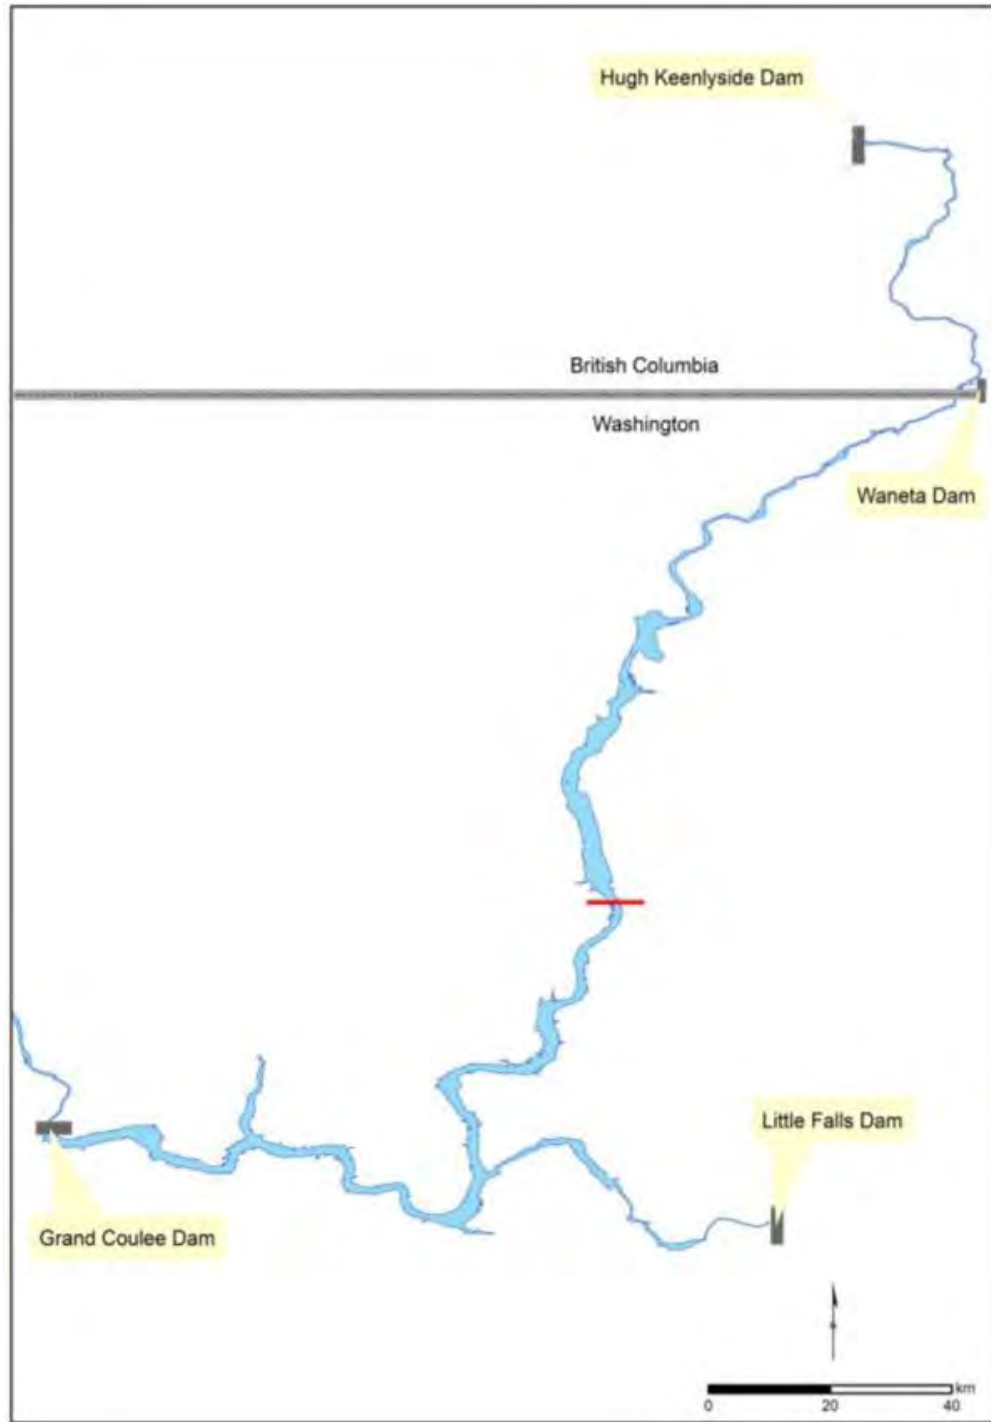 Hugh Keenlyside Dam
British Columbia
Washington
Waneta Dam
Little Falls Dam
Grand Coulee Dam
km
0 20 40